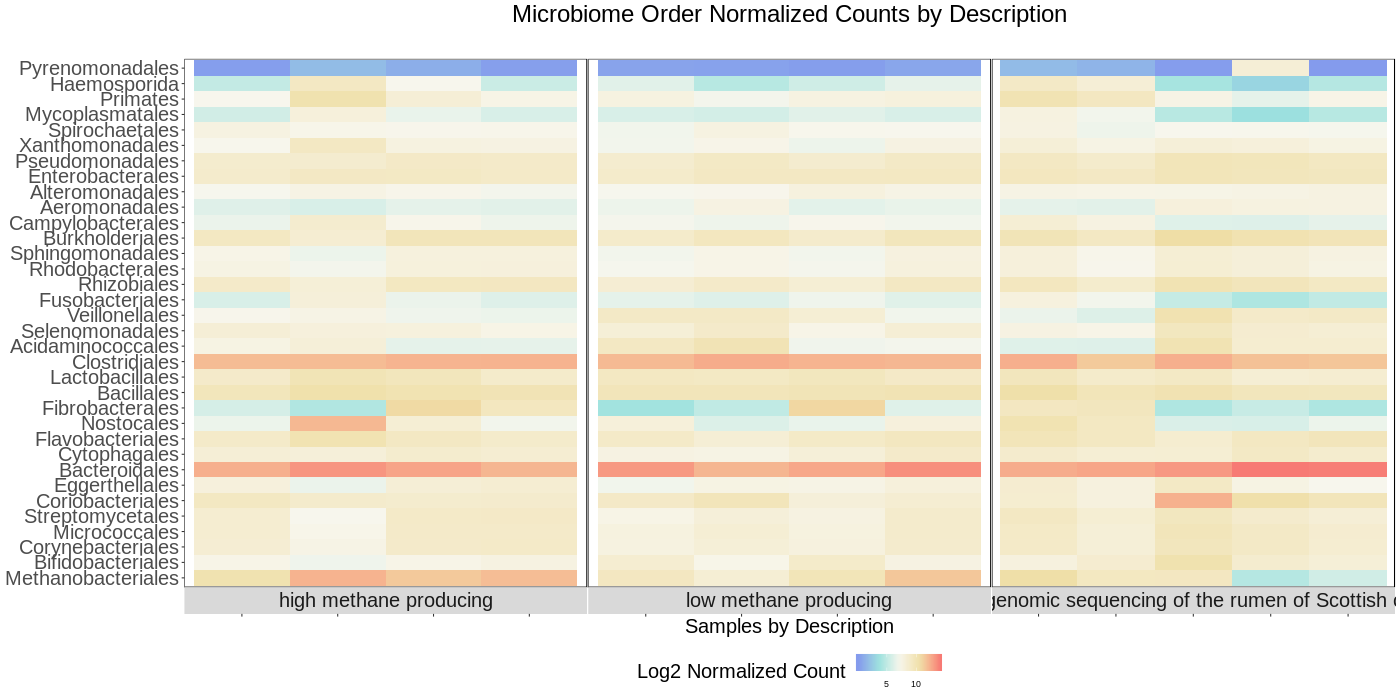 Microbiome Order Normalized Counts by Description
Pyrenomonadales
Haemosporida
Primates
Mycoplasmatales
Spirochaetales
Xanthomonadales
Pseudomonadales
Enterobacterales
Alteromonadales
Aeromonadales
Campylobacterales
Burkholderiales
Sphingomonadales
Rhodobacterales
Rhizobiales
Fusobacteriales
Veillonellales
Selenomonadales
Acidaminococcales
Clostridiales
Lactobacillales
Bacillales
Fibrobacterales
Nostocales
Flavobacteriales
Cytophagales
Bacteroidales
Eggerthellales
Coriobacteriales
Streptomycetales
Micrococcales
Corynebacteriales
Bifidobacteriales
Methanobacteriales
high methane producing low methane producing genomic sequencing of the rumen of Scottish
Samples by Description
Log2 Normalized Count
5 10